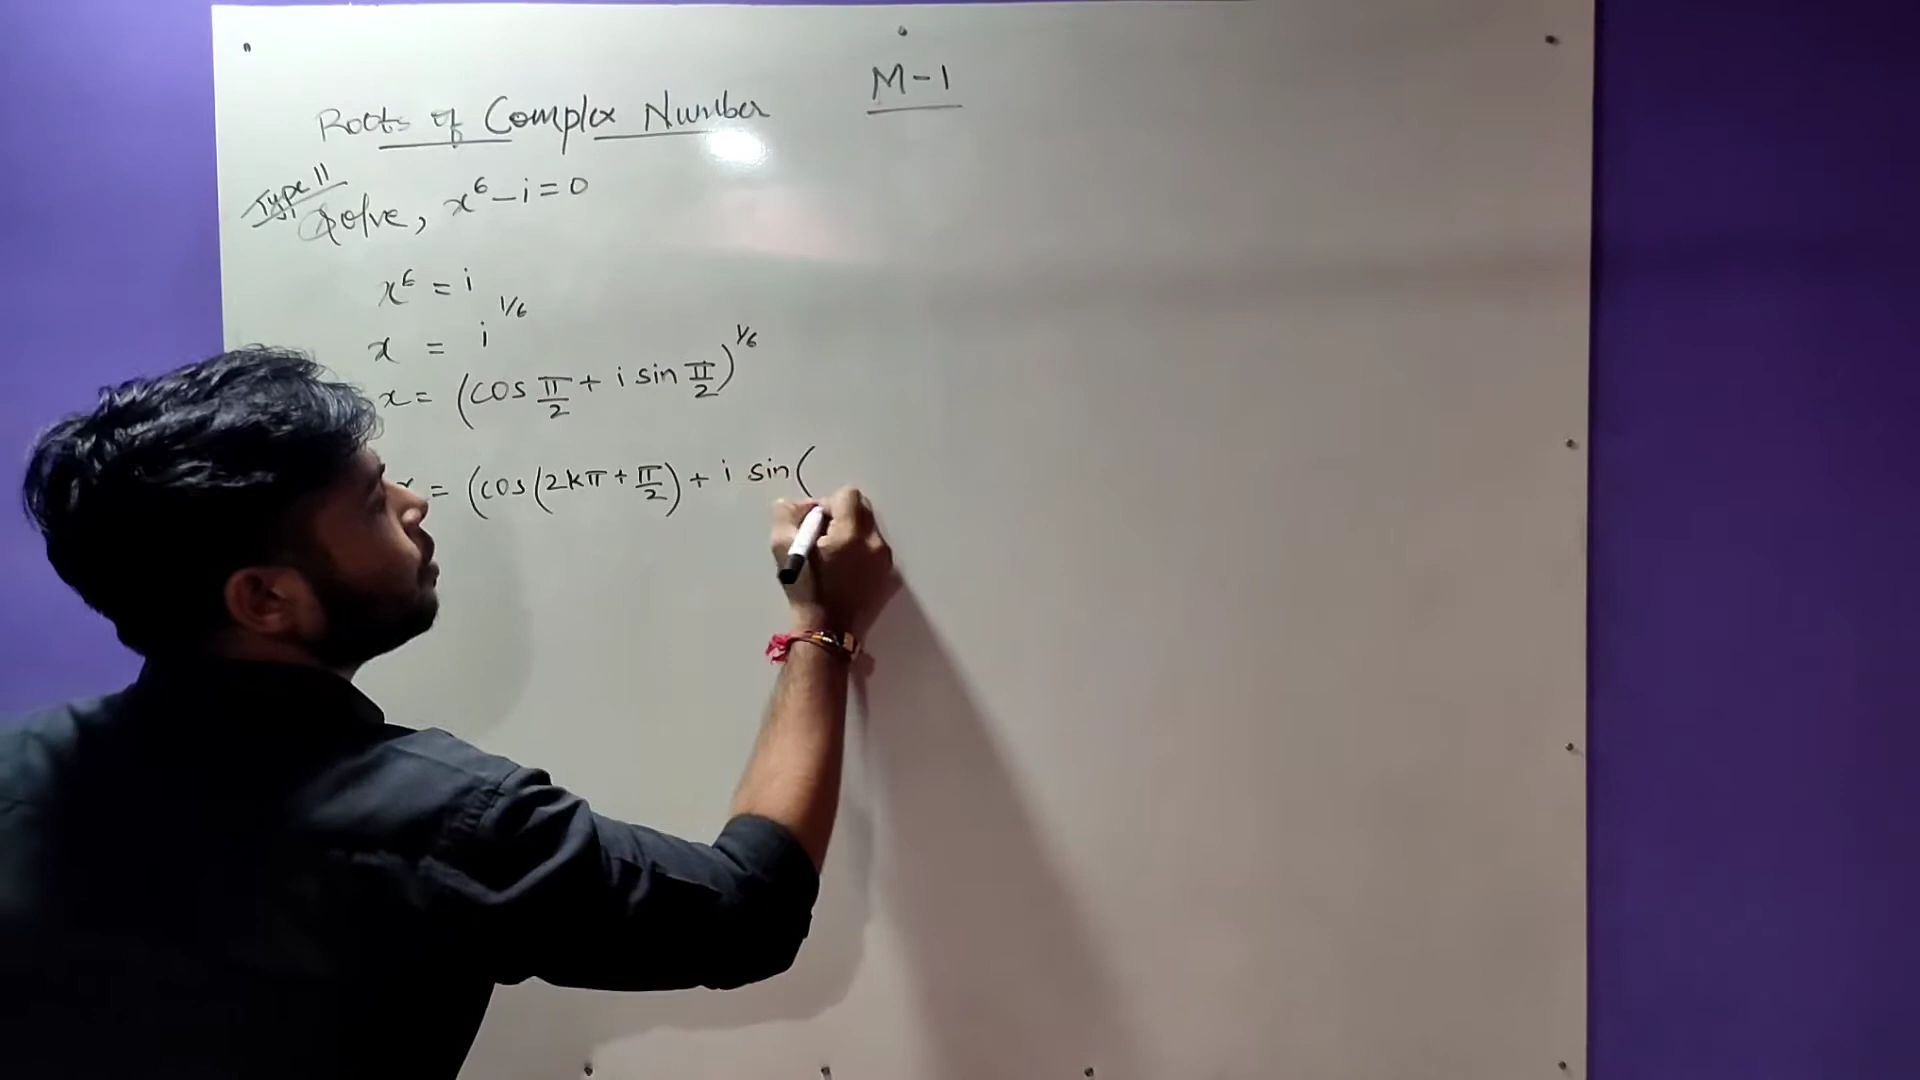 M-1
Roots of Complex Number
Type II
Solve, x⁶ - i = 0
x⁶ = i
x = i^1/6
x = (cos π/2 + i sin π/2)^1/6
x = (cos(2kπ + π/2) + i sin(